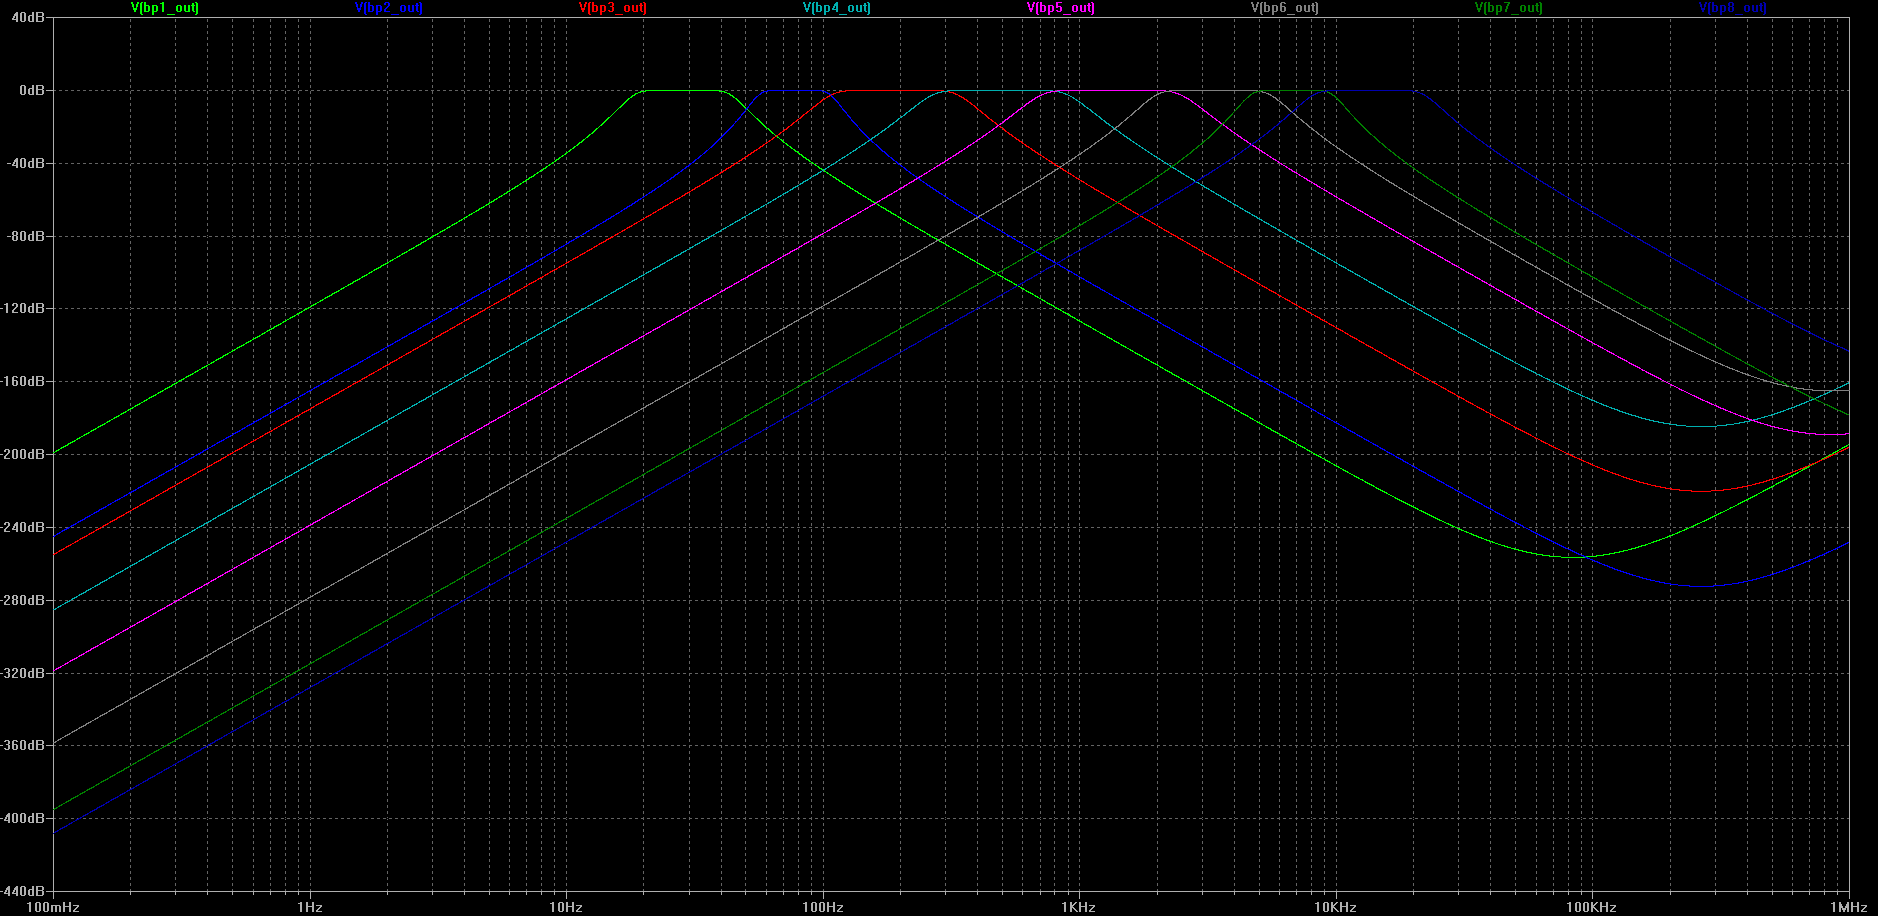 V(bp1_out) V(bp2_out) V(bp3_out) V(bp4_out) V(bp5_out) V(bp6_out) V(bp7_out) V(bp8_out)
40dB
0dB
-40dB
-80dB
-120dB
-160dB
-200dB
-240dB
-280dB
-320dB
-360dB
-400dB
-440dB
100mHz 1Hz 10Hz 100Hz 1KHz 10KHz 100KHz 1MHz